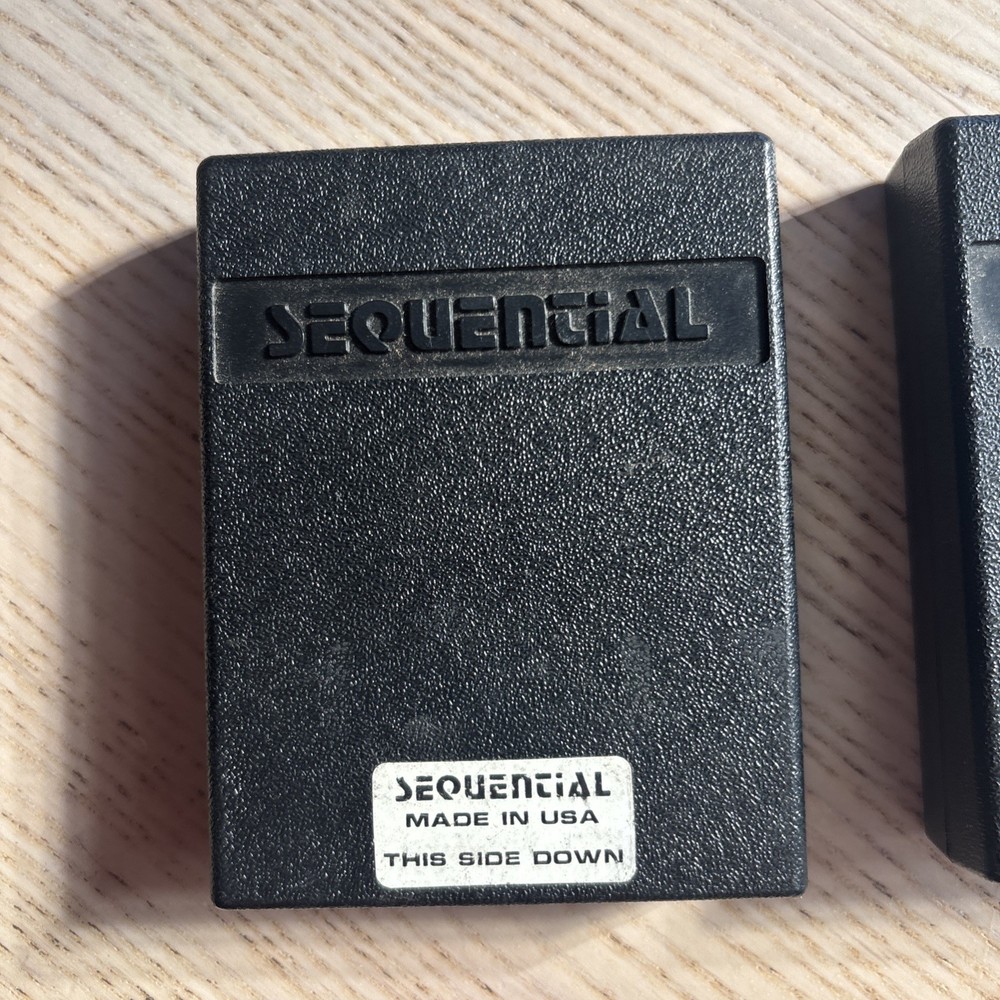 SEQUENTiAL
SEQUENTiAL
MADE IN USA
THIS SIDE DOWN